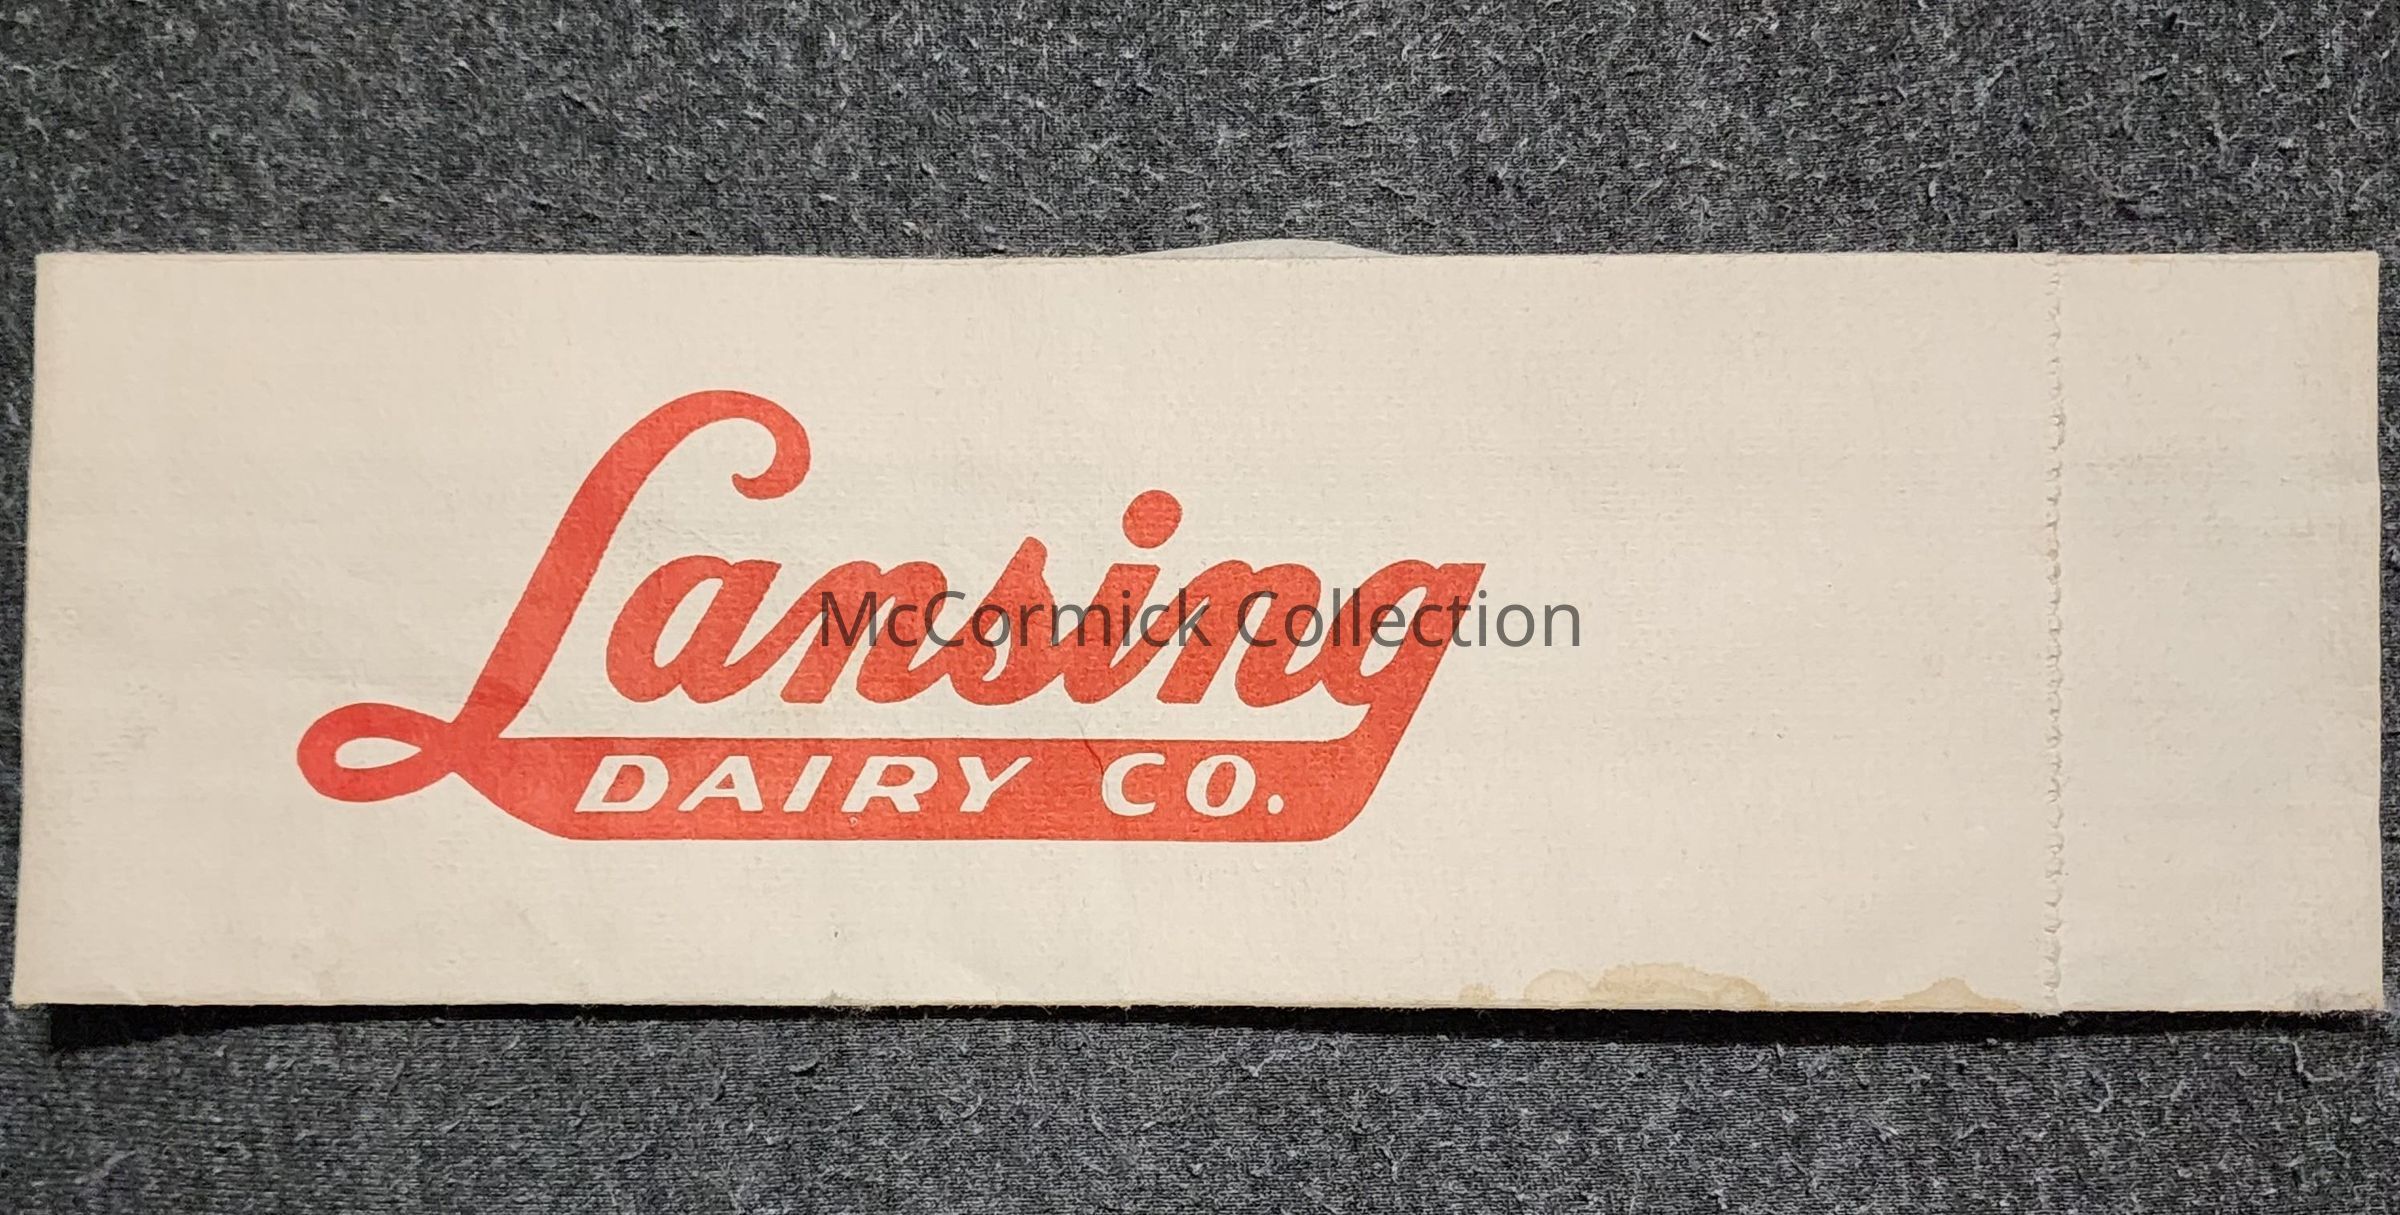 Lansing
McCormick Collection
DAIRY CO.